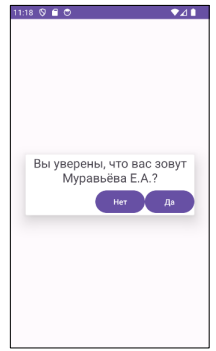 11:18
Вы уверены, что вас зовут
Муравьёва Е.А.?
Нет Да